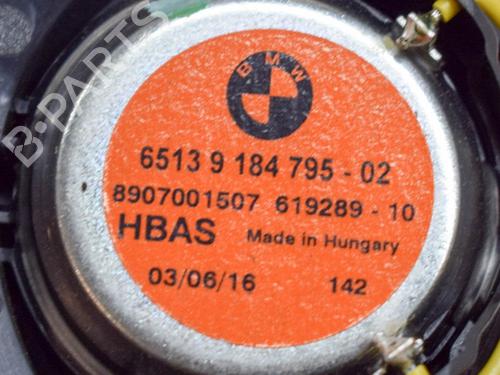 B-PARTS
BMW
6513 9 184 795 - 02
8907001507 619289 - 10
HBAS Made in Hungary
03/06/16 142